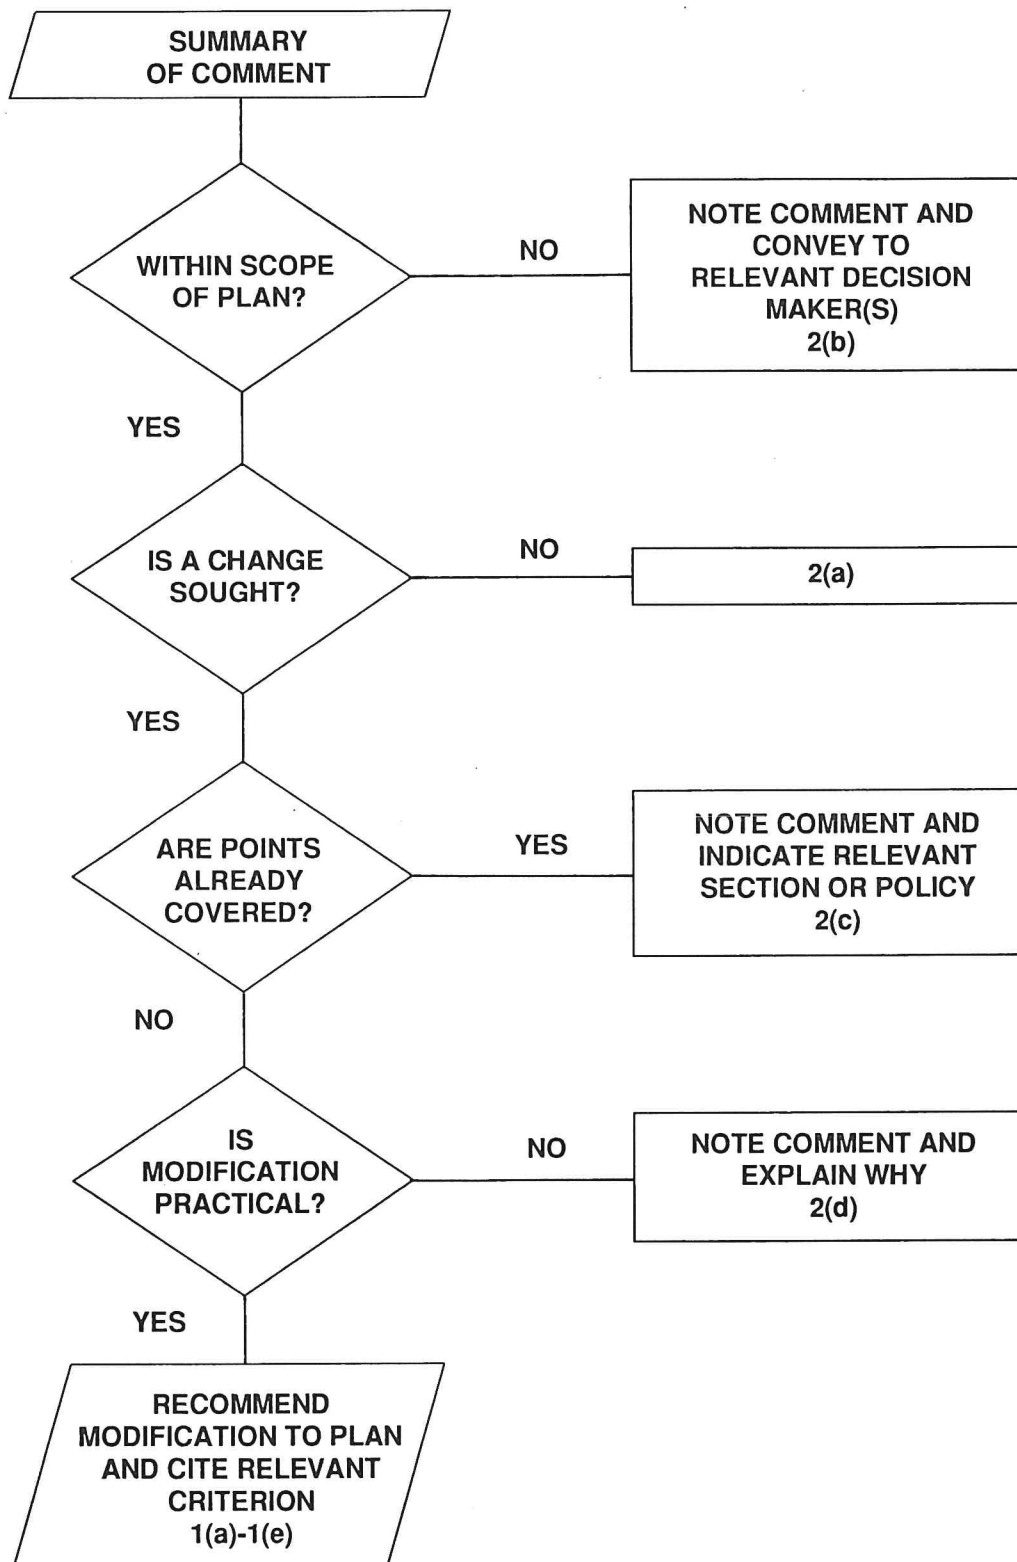 SUMMARY
OF COMMENT
WITHIN SCOPE
OF PLAN?
NO
NOTE COMMENT AND
CONVEY TO
RELEVANT DECISION
MAKER(S)
2(b)
YES
IS A CHANGE
SOUGHT?
NO
2(a)
YES
ARE POINTS
ALREADY
COVERED?
YES
NOTE COMMENT AND
INDICATE RELEVANT
SECTION OR POLICY
2(c)
NO
IS
MODIFICATION
PRACTICAL?
NO
NOTE COMMENT AND
EXPLAIN WHY
2(d)
YES
RECOMMEND
MODIFICATION TO PLAN
AND CITE RELEVANT
CRITERION
1(a)-1(e)